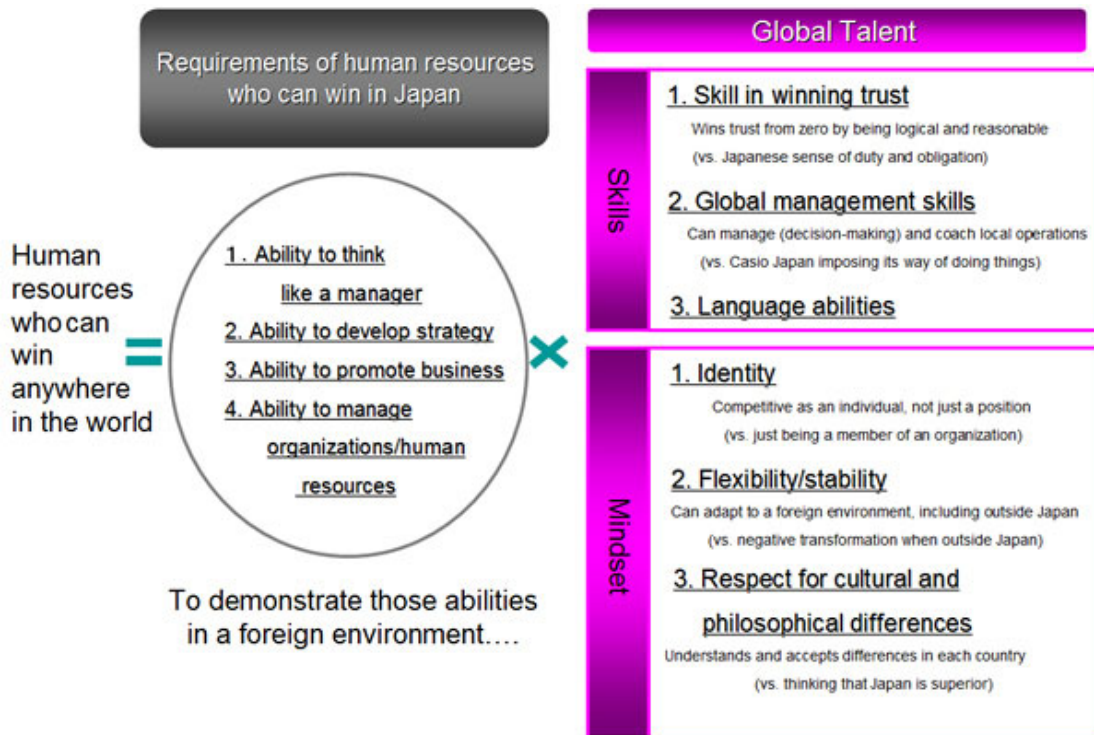 Requirements of human resources
who can win in Japan
Human
resources
who can
win
anywhere
in the world
=
1. Ability to think
like a manager
2. Ability to develop strategy
3. Ability to promote business
4. Ability to manage
organizations/human
resources
×
To demonstrate those abilities
in a foreign environment....
Global Talent
Skills
1. Skill in winning trust
Wins trust from zero by being logical and reasonable
(vs. Japanese sense of duty and obligation)
2. Global management skills
Can manage (decision-making) and coach local operations
(vs. Casio Japan imposing its way of doing things)
3. Language abilities
Mindset
1. Identity
Competitive as an individual, not just a position
(vs. just being a member of an organization)
2. Flexibility/stability
Can adapt to a foreign environment, including outside Japan
(vs. negative transformation when outside Japan)
3. Respect for cultural and
philosophical differences
Understands and accepts differences in each country
(vs. thinking that Japan is superior)